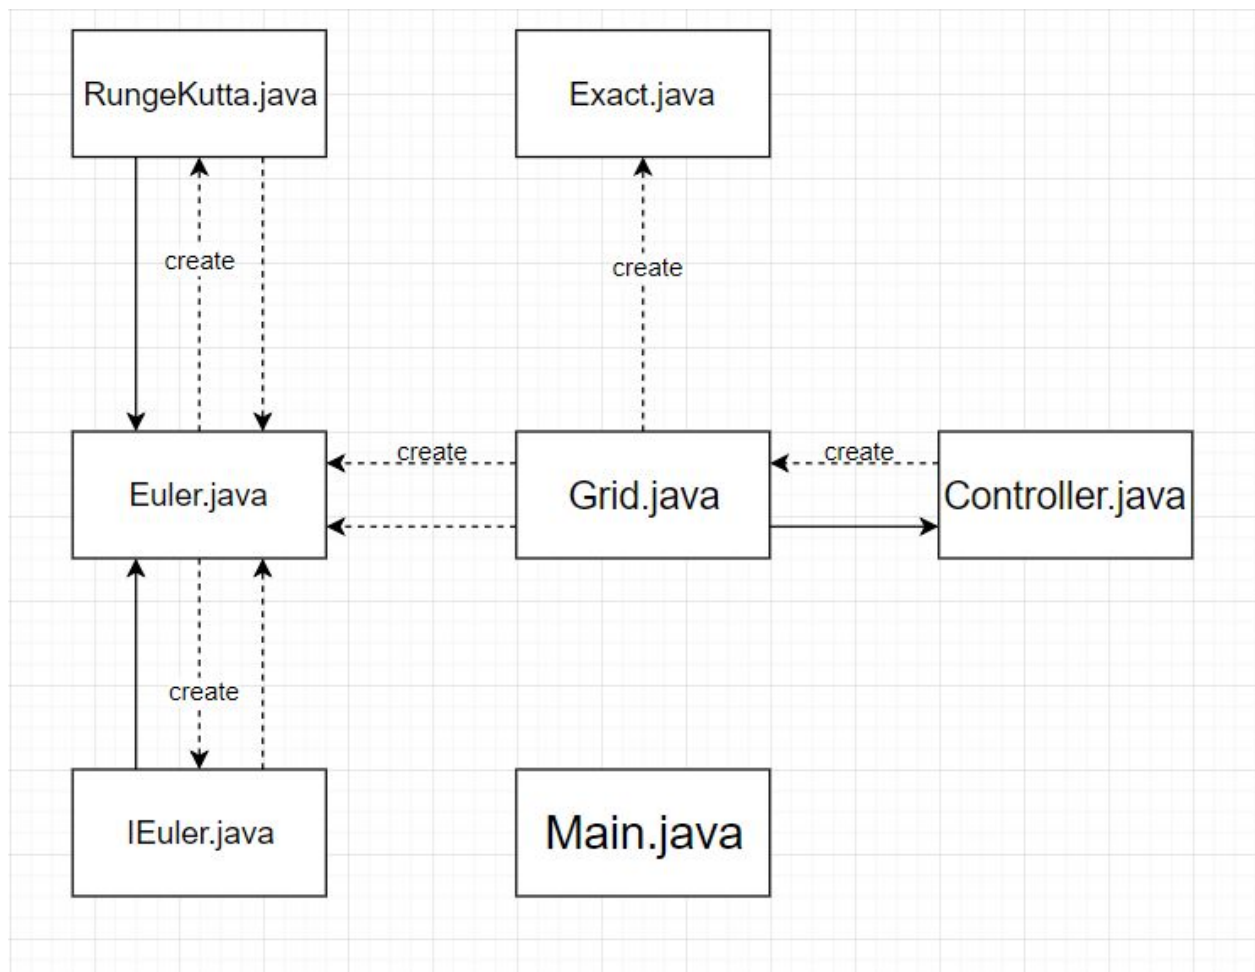 RungeKutta.java
Exact.java
create
create
create
create
Euler.java
Grid.java
Controller.java
create
IEuler.java
Main.java